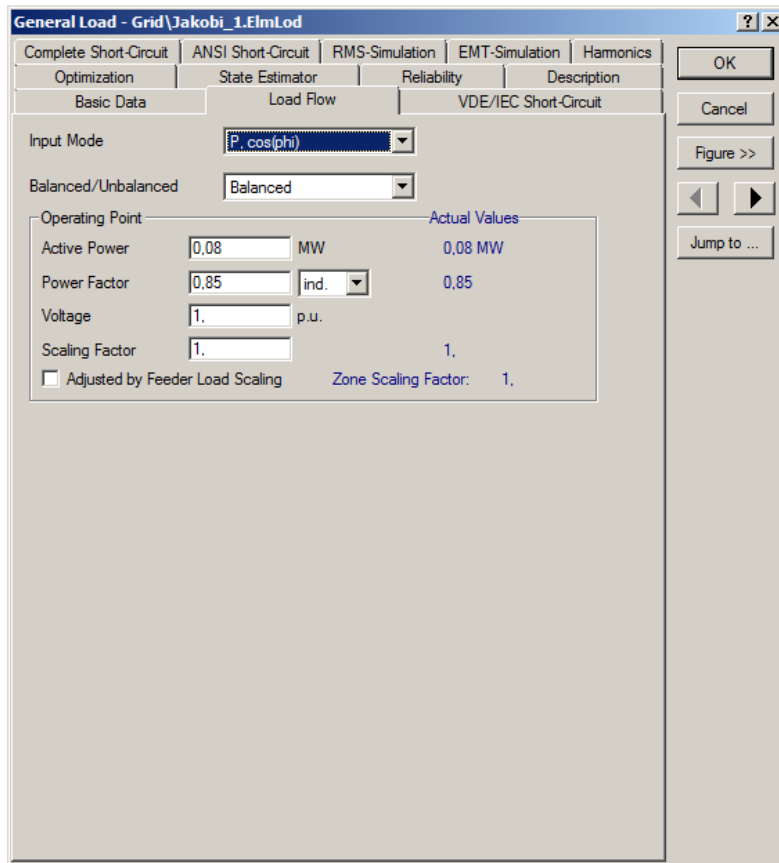 General Load - Grid\Jakobi_1.ElmLod ? x
Complete Short-Circuit ANSI Short-Circuit RMS-Simulation EMT-Simulation Harmonics
Optimization State Estimator Reliability Description
Basic Data Load Flow VDE/IEC Short-Circuit
OK
Cancel
Figure >>
Jump to ...
Input Mode P, cos(phi)
Balanced/Unbalanced Balanced
Operating Point Actual Values
Active Power 0,08 MW 0,08 MW
Power Factor 0,85 ind. 0,85
Voltage 1, p.u.
Scaling Factor 1, 1,
Adjusted by Feeder Load Scaling Zone Scaling Factor: 1,